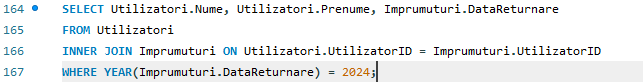 164 SELECT Utilizatori.Nume, Utilizatori.Prenume, Imprumuturi.DataReturnare
165 FROM Utilizatori
166 INNER JOIN Imprumuturi ON Utilizatori.UtilizatorID = Imprumuturi.UtilizatorID
167 WHERE YEAR(Imprumuturi.DataReturnare) = 2024;